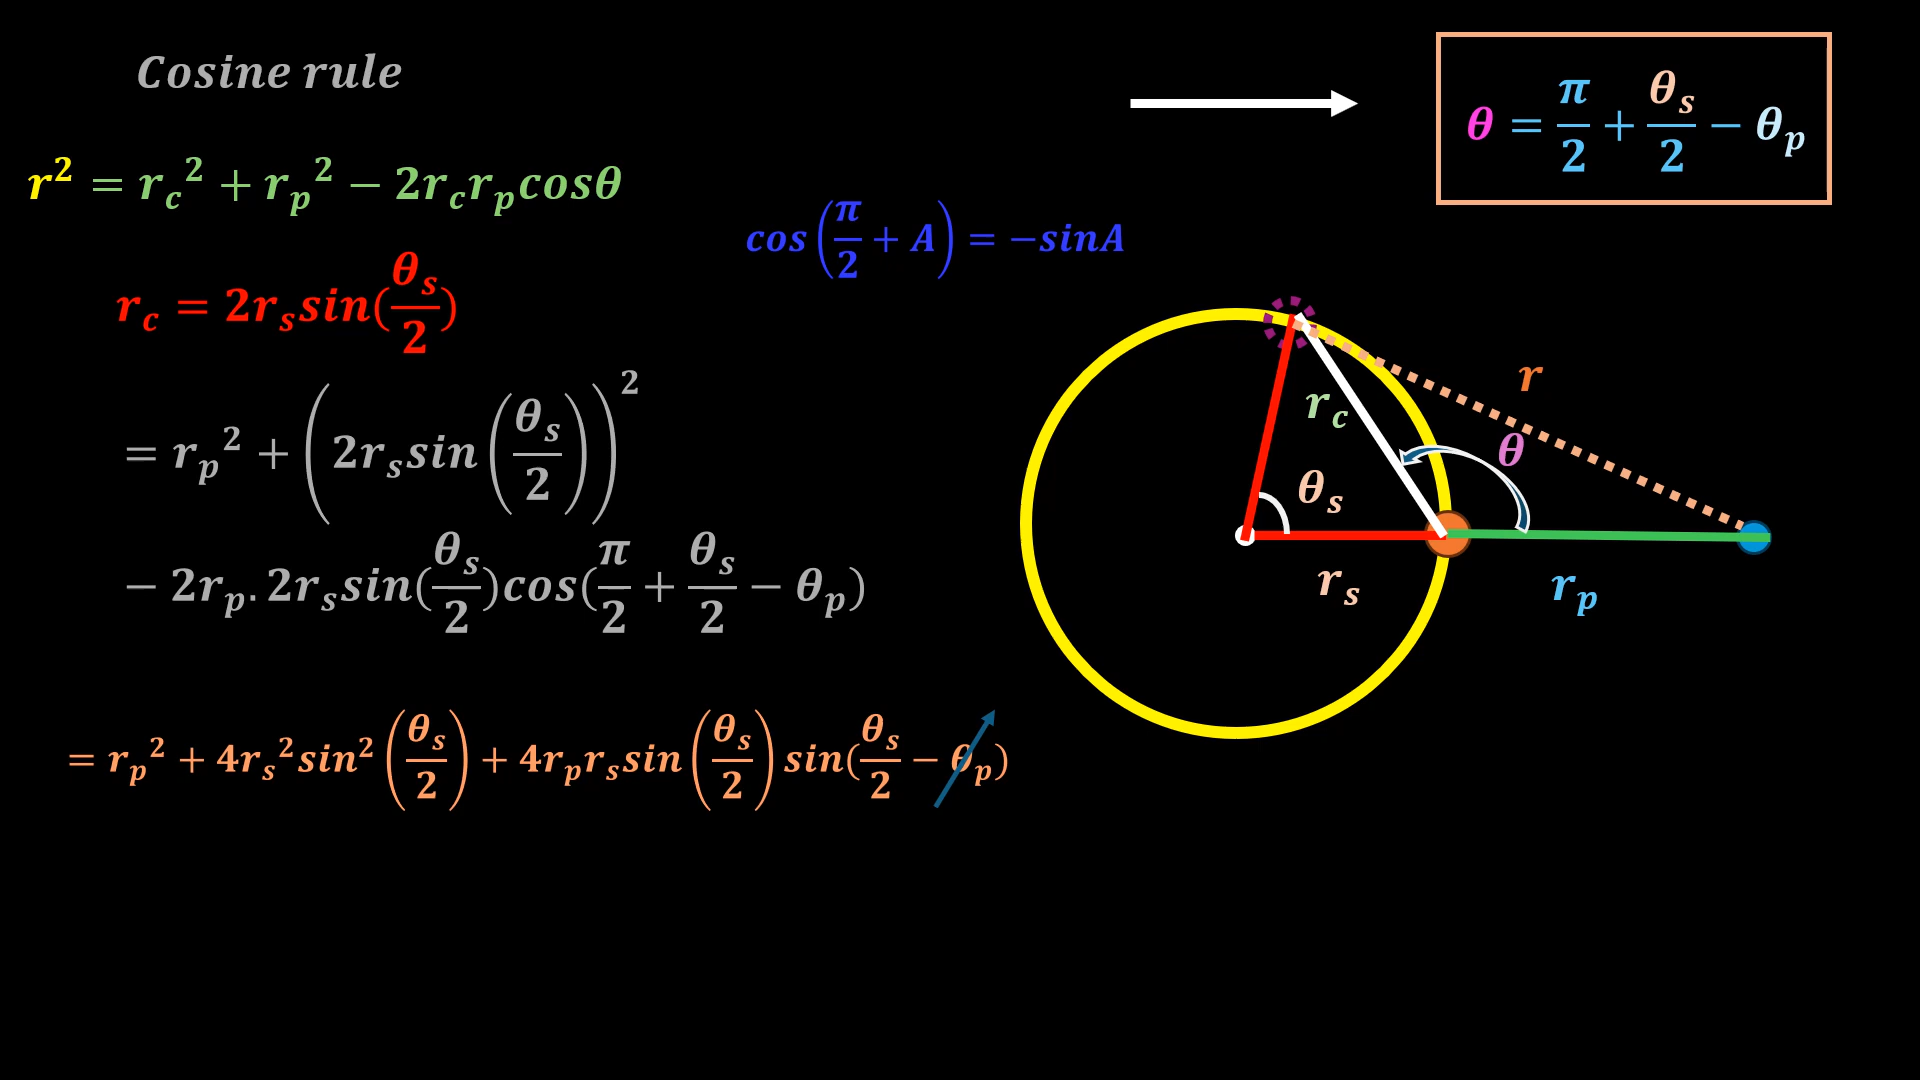 Cosine rule
θ = π/2 + θₛ/2 − θₚ
r² = r_c² + r_p² − 2r_c r_p cosθ
cos(π/2 + A) = −sinA
r_c = 2r_s sin(θ_s/2)
= r_p² + (2r_s sin(θ_s/2))²
− 2r_p.2r_s sin(θ_s/2)cos(π/2 + θ_s/2 − θ_p)
= r_p² + 4r_s² sin²(θ_s/2) + 4r_p r_s sin(θ_s/2) sin(θ_s/2 − θ_p)
r
r_c
θ
θ_s
r_s
r_p